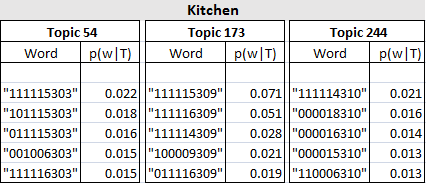 Kitchen
Topic 54 Topic 173 Topic 244
Word p(w|T) Word p(w|T) Word p(w|T)
"111115303" 0.022 "111115309" 0.071 "111114310" 0.021
"101115303" 0.018 "111116309" 0.051 "000018310" 0.016
"011115303" 0.016 "111114309" 0.028 "000016310" 0.014
"001006303" 0.015 "100009309" 0.021 "000015310" 0.013
"111116303" 0.015 "011116309" 0.019 "110006310" 0.013